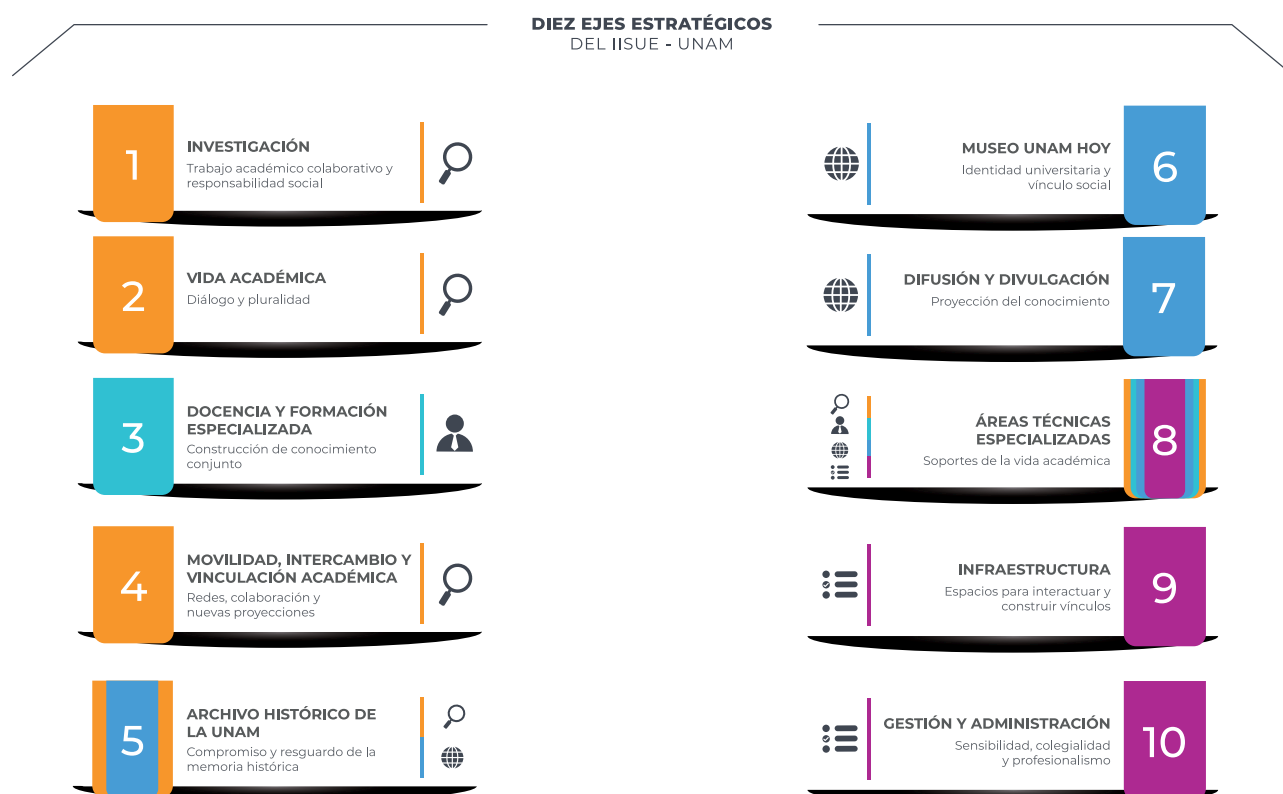 DIEZ EJES ESTRATÉGICOS
DEL IISUE - UNAM
1
INVESTIGACIÓN
Trabajo académico colaborativo y
responsabilidad social
2
VIDA ACADÉMICA
Diálogo y pluralidad
3
DOCENCIA Y FORMACIÓN
ESPECIALIZADA
Construcción de conocimiento
conjunto
4
MOVILIDAD, INTERCAMBIO Y
VINCULACIÓN ACADÉMICA
Redes, colaboración y
nuevas proyecciones
5
ARCHIVO HISTÓRICO DE
LA UNAM
Compromiso y resguardo de la
memoria histórica
MUSEO UNAM HOY
Identidad universitaria y
vínculo social
6
DIFUSIÓN Y DIVULGACIÓN
Proyección del conocimiento
7
ÁREAS TÉCNICAS
ESPECIALIZADAS
Soportes de la vida académica
8
INFRAESTRUCTURA
Espacios para interactuar y
construir vínculos
9
GESTIÓN Y ADMINISTRACIÓN
Sensibilidad, colegialidad
y profesionalismo
10